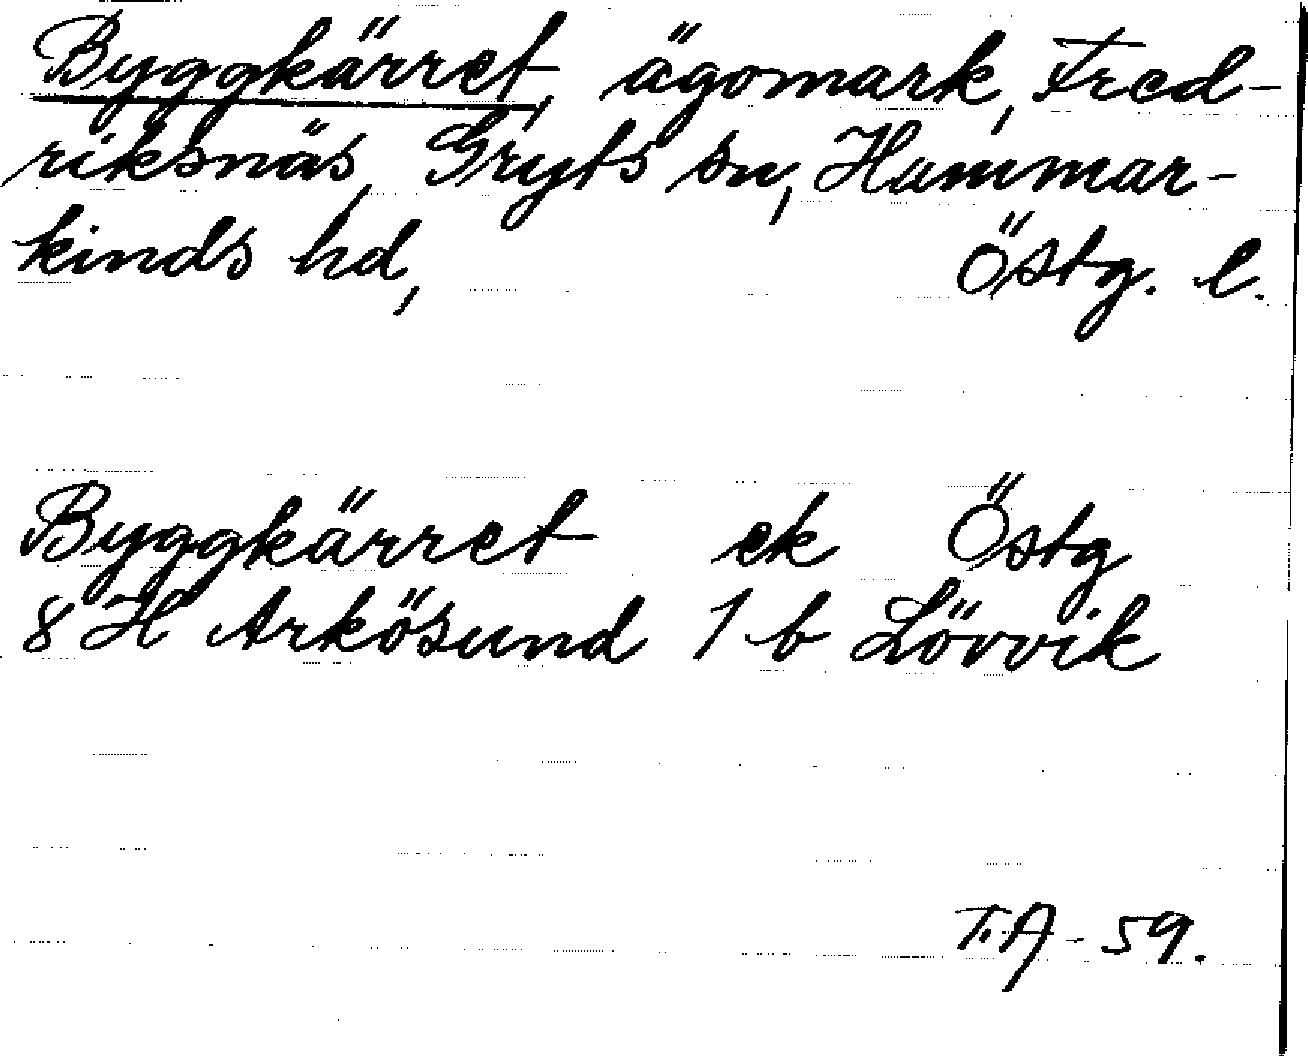 Byggkärret, ägomark, Fred-
riksnäs, Gryts sn, Hammar-
kinds hd, Östg. l.
Byggkärret ek Östg
8 H Arkösund 1 b Lövvik
T.A - 59.